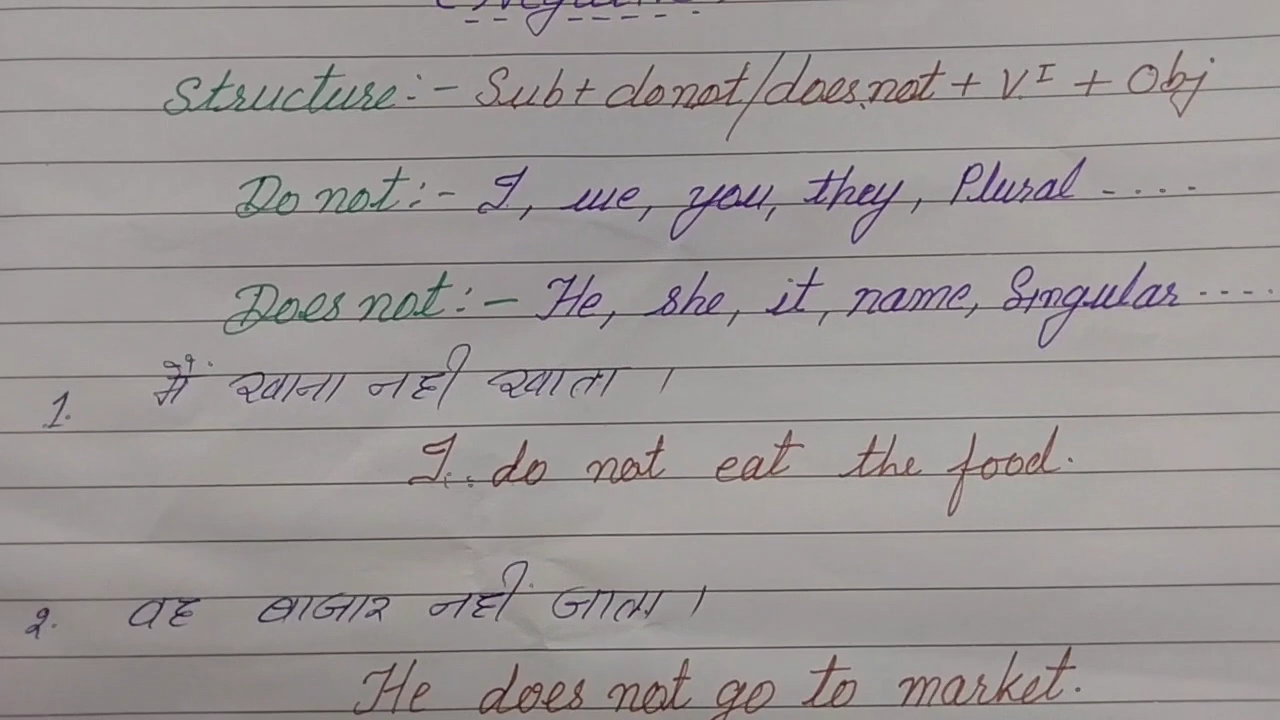 Structure:- Sub + do not/does not + V I + Obj
Do not:- I, we, you, they, Plural ----
Does not:- He, she, it, name, Singular ----
1. मैं खाना नही खाता ।
I do not eat the food.
2. वह बाजार नहीं जाता ।
He does not go to market.